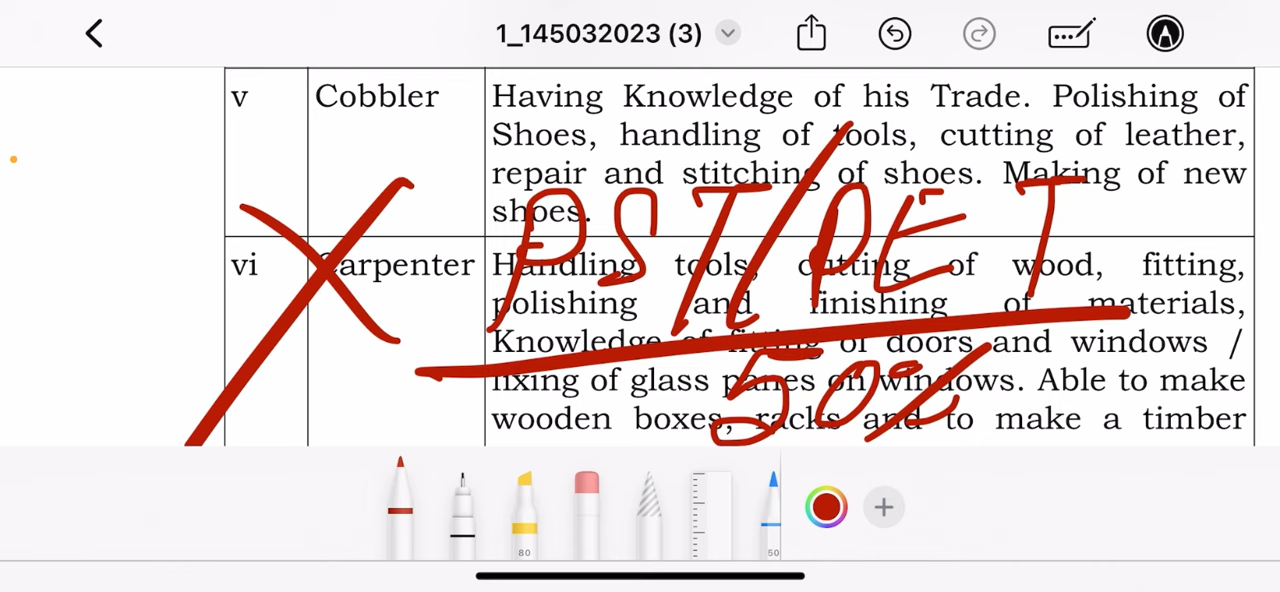 1_145032023 (3)
v Cobbler Having Knowledge of his Trade. Polishing of
Shoes, handling of tools, cutting of leather,
repair and stitching of shoes. Making of new
shoes.
PST/PET
vi Carpenter Handling tools, cutting of wood, fitting,
polishing and finishing of materials,
Knowledge of fitting of doors and windows /
fixing of glass panes on windows. Able to make
50%
wooden boxes, racks and to make a timber
80
50